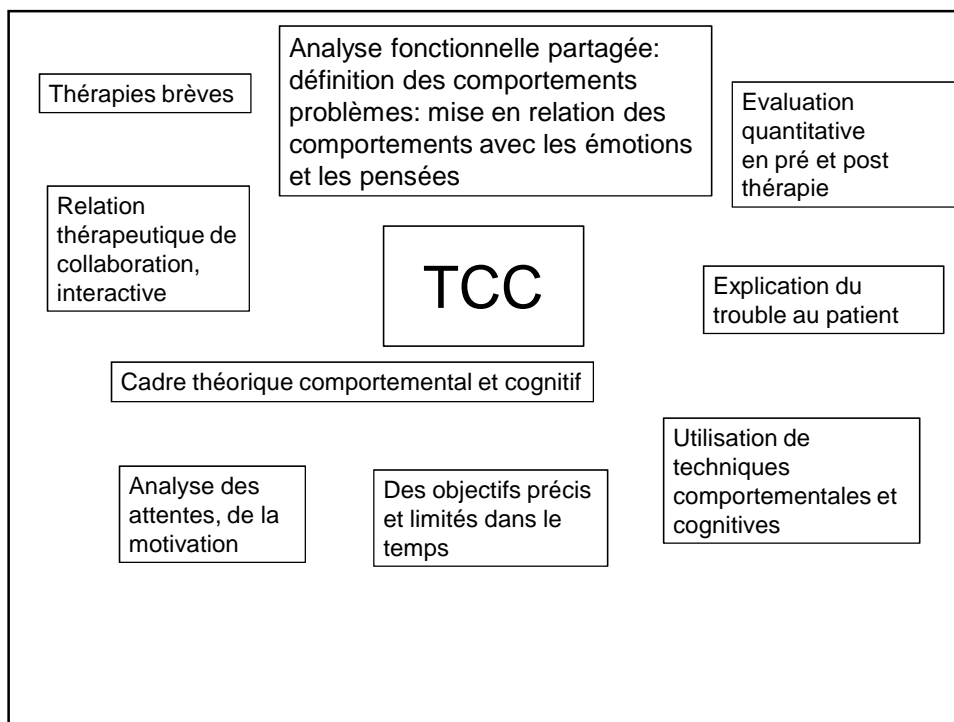 Thérapies brèves
Analyse fonctionnelle partagée:
définition des comportements
problèmes: mise en relation des
comportements avec les émotions
et les pensées
Evaluation
quantitative
en pré et post
thérapie
Relation
thérapeutique de
collaboration,
interactive
TCC
Explication du
trouble au patient
Cadre théorique comportemental et cognitif
Analyse des
attentes, de la
motivation
Des objectifs précis
et limités dans le
temps
Utilisation de
techniques
comportementales et
cognitives